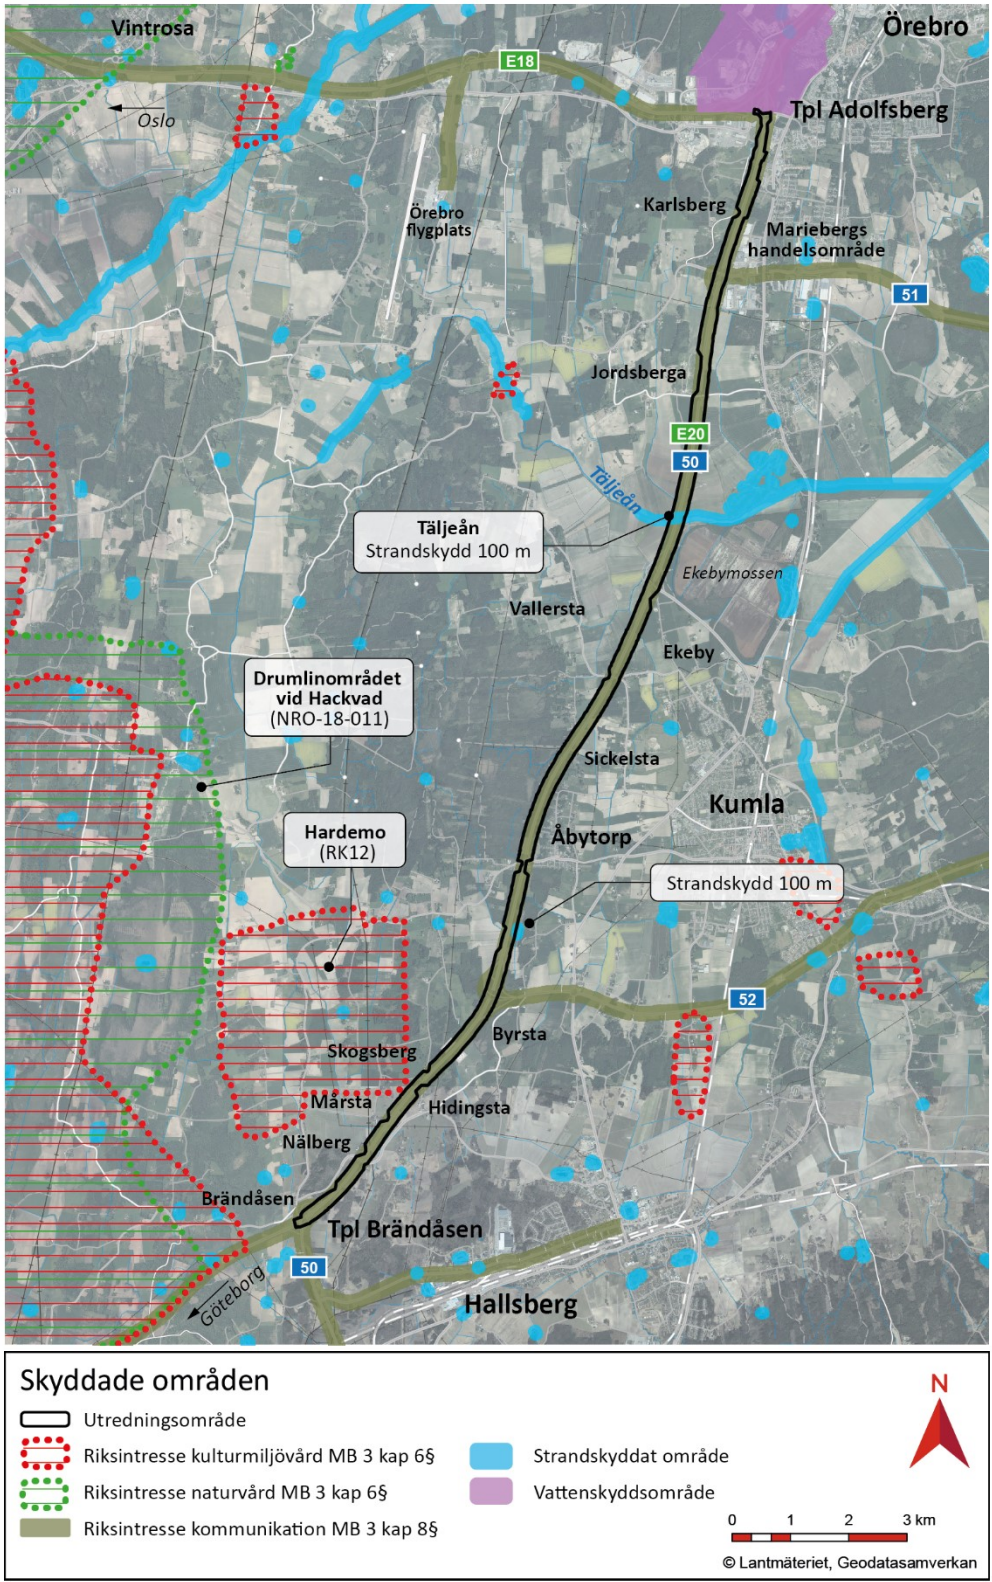 Vintrosa
Örebro
E18
Oslo
Tpl Adolfsberg
Karlsberg
Örebro
flygplats
Mariebergs
handelsområde
51
Jordsberga
E20
50
Täljeån
Täljeån
Strandskydd 100 m
Ekebymossen
Vallersta
Ekeby
Drumlinområdet
vid Hackvad
(NRO-18-011)
Sickelsta
Kumla
Hardemo
(RK12)
Åbytorp
Strandskydd 100 m
52
Byrsta
Skogsberg
Mårsta
Hidingsta
Nälberg
Brändåsen
Tpl Brändåsen
50
Göteborg
Hallsberg
Skyddade områden
Utredningsområde
Riksintresse kulturmiljövård MB 3 kap 6§
Riksintresse naturvård MB 3 kap 6§
Riksintresse kommunikation MB 3 kap 8§
Strandskyddat område
Vattenskyddsområde
N
0 1 2 3 km
© Lantmäteriet, Geodatasamverkan